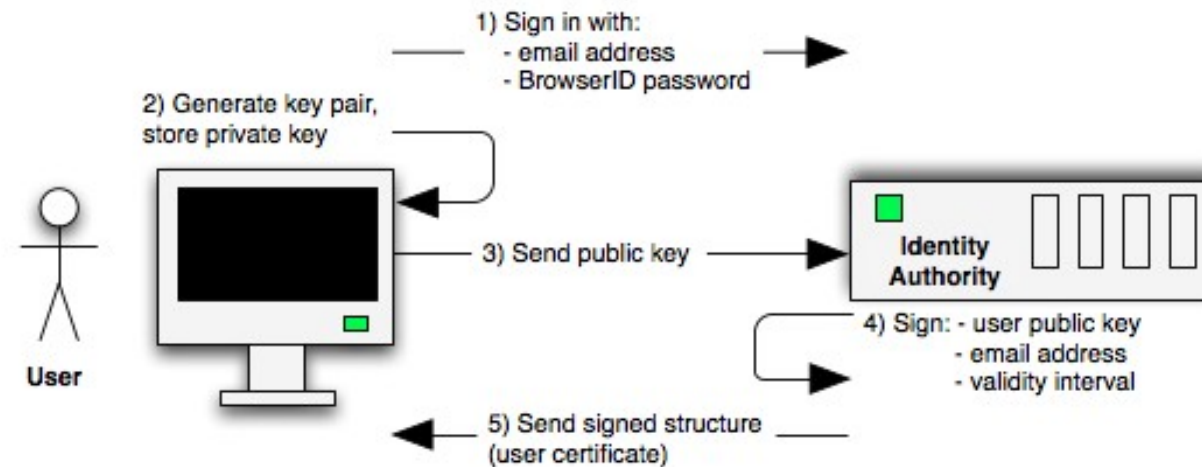 1) Sign in with:
- email address
- BrowserID password
2) Generate key pair,
store private key
3) Send public key
Identity
Authority
4) Sign: - user public key
- email address
- validity interval
User
5) Send signed structure
(user certificate)